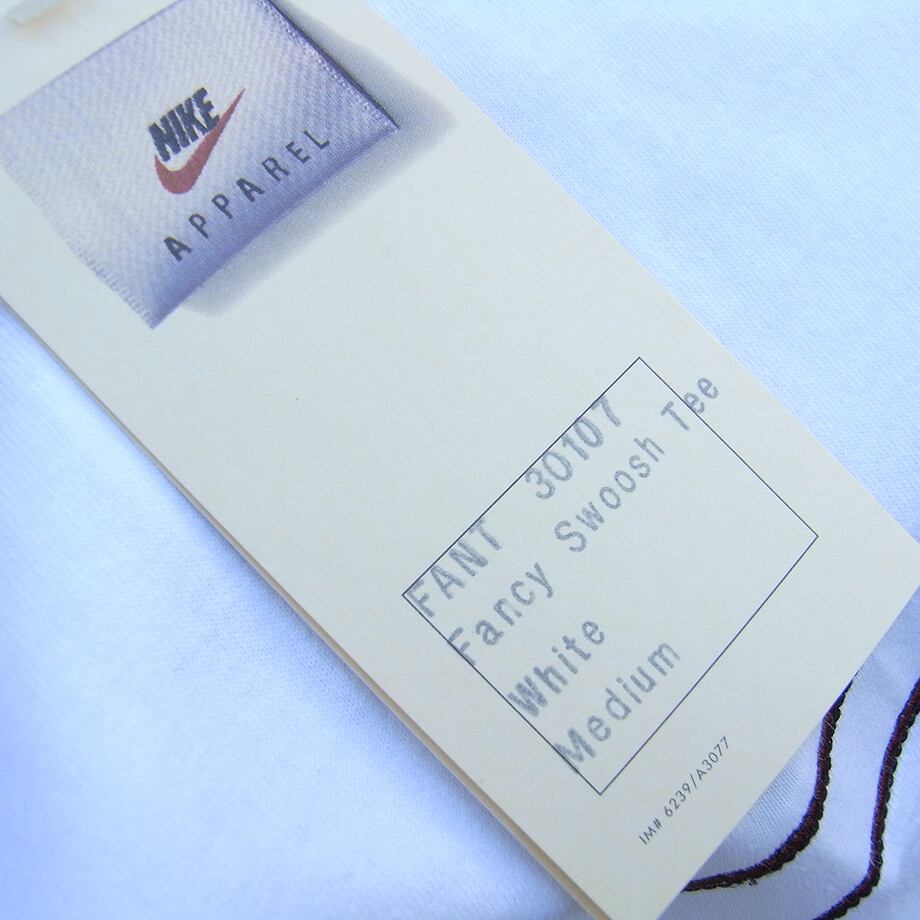 NIKE
APPAREL
FANT 30107
Fancy Swoosh Tee
White
Medium
IM# 6239/A3077